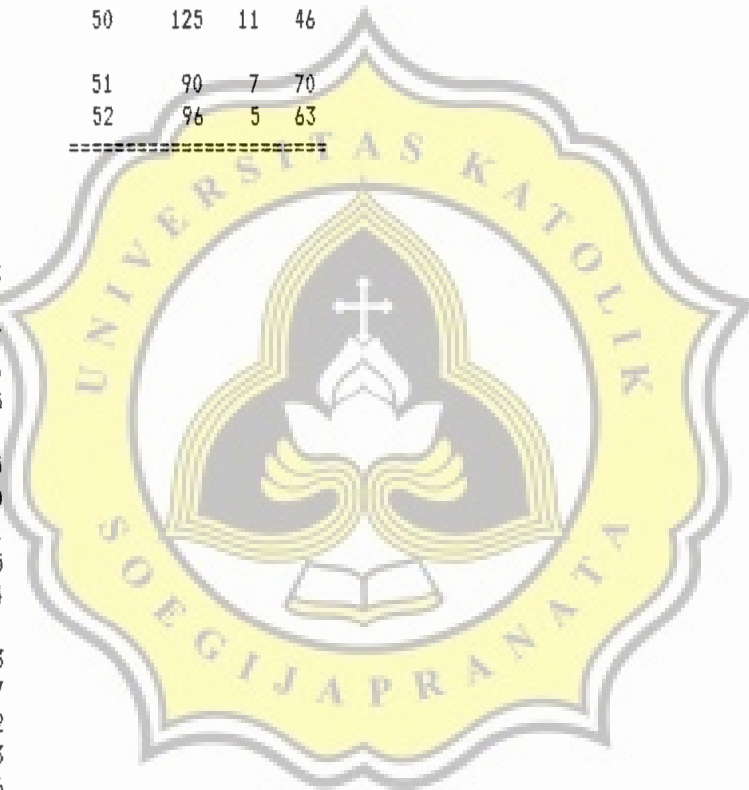 50 125 11 46
51 90 7 70
52 96 5 63
======================
UNIVERSITAS KATOLIK
SOEGIJAPRANATA